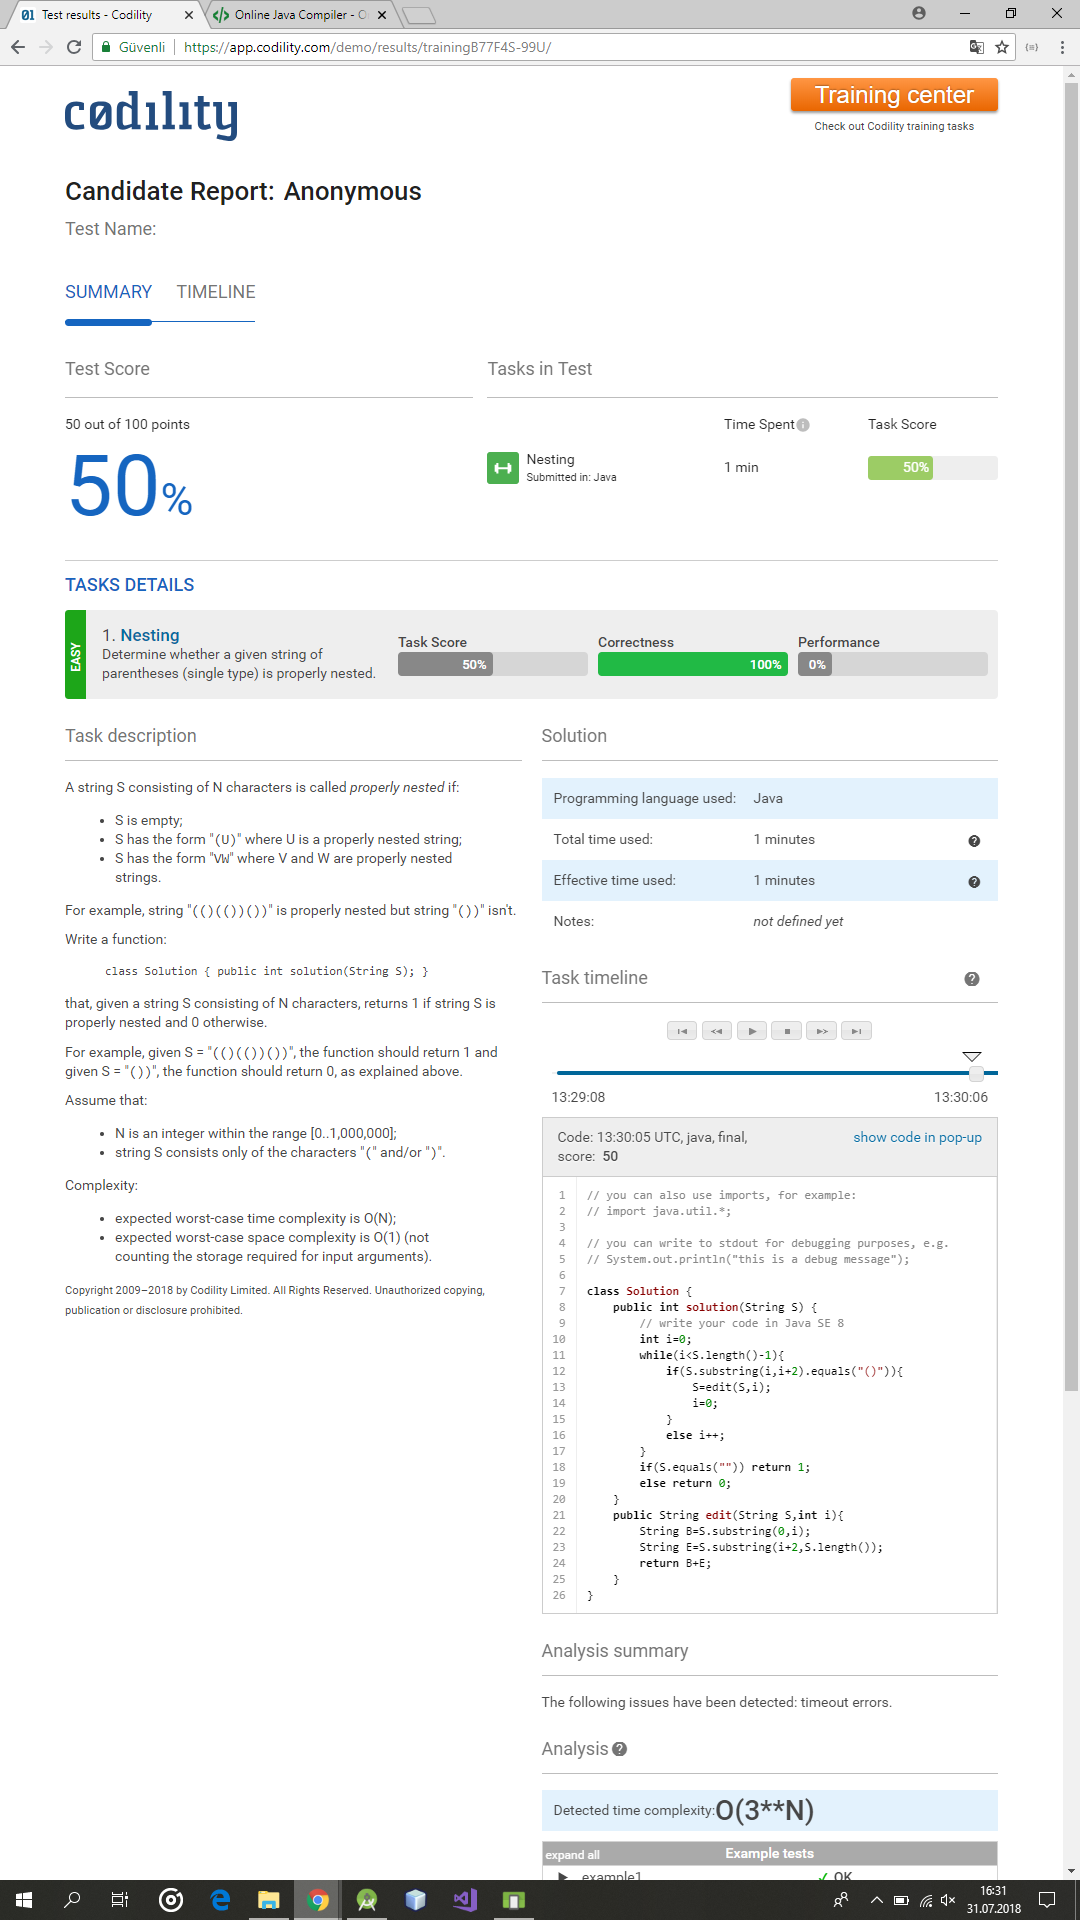 Test results - Codility
Online Java Compiler - O
Güvenli
https://app.codility.com/demo/results/trainingB77F4S-99U/
codility
Training center
Check out Codility training tasks
Candidate Report: Anonymous
Test Name:
SUMMARY TIMELINE
Test Score
Tasks in Test
50 out of 100 points
50%
Time Spent Task Score
Nesting
Submitted in: Java
1 min
50%
TASKS DETAILS
EASY
1. Nesting
Determine whether a given string of
parentheses (single type) is properly nested.
Task Score
50%
Correctness
100%
Performance
0%
Task description
A string S consisting of N characters is called properly nested if:
• S is empty;
• S has the form "(U)" where U is a properly nested string;
• S has the form "VW" where V and W are properly nested
strings.
For example, string "(()(())())" is properly nested but string "())" isn't.
Write a function:
class Solution { public int solution(String S); }
that, given a string S consisting of N characters, returns 1 if string S is
properly nested and 0 otherwise.
For example, given S = "(()(())())", the function should return 1 and
given S = "())", the function should return 0, as explained above.
Assume that:
• N is an integer within the range [0..1,000,000];
• string S consists only of the characters "(" and/or ")".
Complexity:
• expected worst-case time complexity is O(N);
• expected worst-case space complexity is O(1) (not
counting the storage required for input arguments).
Copyright 2009–2018 by Codility Limited. All Rights Reserved. Unauthorized copying,
publication or disclosure prohibited.
Solution
Programming language used: Java
Total time used: 1 minutes
Effective time used: 1 minutes
Notes: not defined yet
Task timeline
13:29:08
13:30:06
Code: 13:30:05 UTC, java, final,
score: 50
show code in pop-up
1 // you can also use imports, for example:
2 // import java.util.*;
3
4 // you can write to stdout for debugging purposes, e.g.
5 // System.out.println("this is a debug message");
6
7 class Solution {
8 public int solution(String S) {
9 // write your code in Java SE 8
10 int i=0;
11 while(i<S.length()-1){
12 if(S.substring(i,i+2).equals("()")){
13 S=edit(S,i);
14 i=0;
15 }
16 else i++;
17 }
18 if(S.equals("")) return 1;
19 else return 0;
20 }
21 public String edit(String S,int i){
22 String B=S.substring(0,i);
23 String E=S.substring(i+2,S.length());
24 return B+E;
25 }
26 }
Analysis summary
The following issues have been detected: timeout errors.
Analysis
Detected time complexity: O(3**N)
expand all Example tests
example1 OK
16:31
31.07.2018